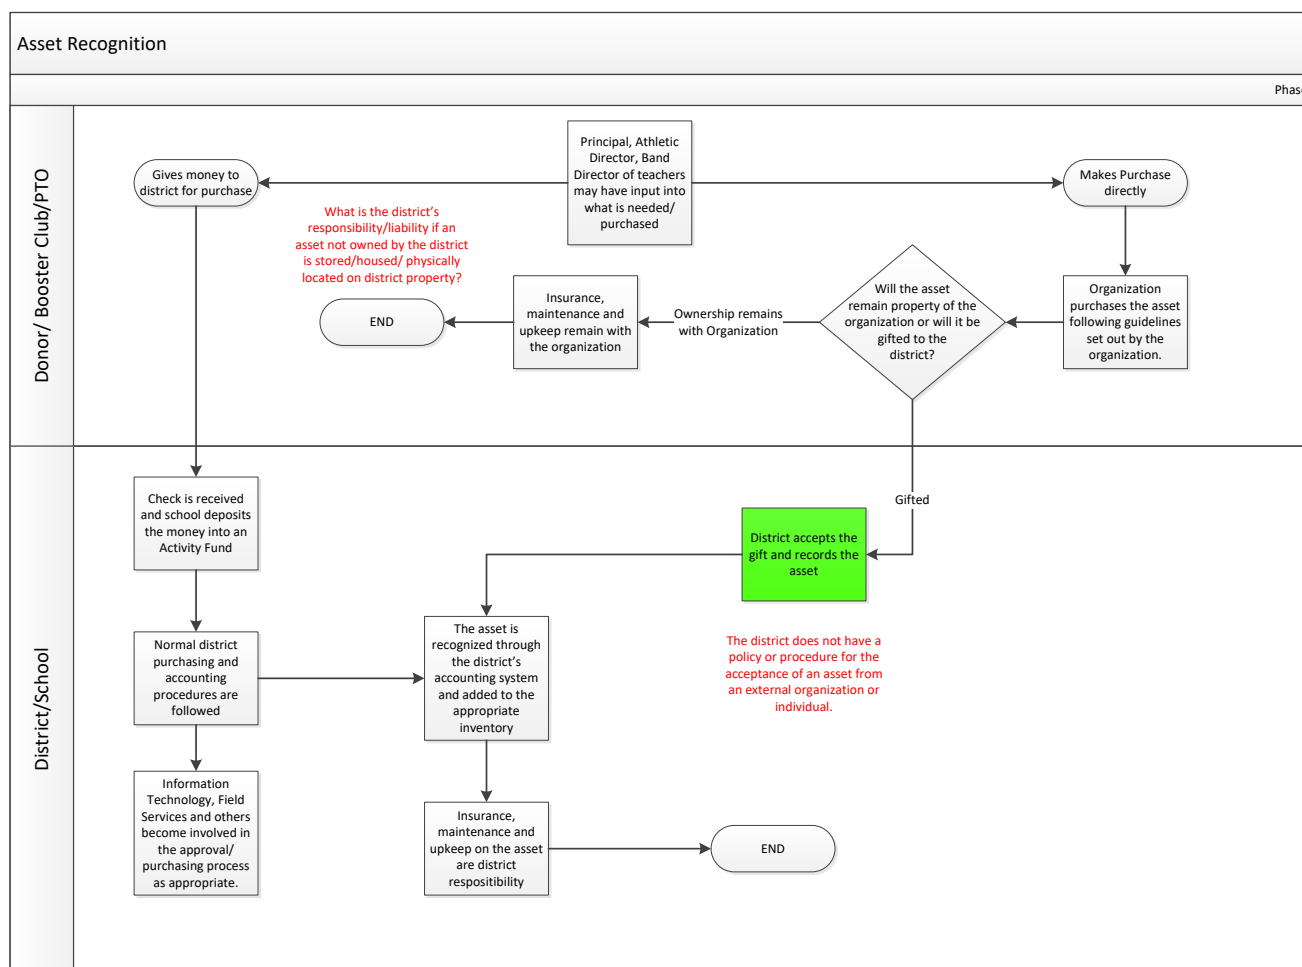 Asset Recognition
Phase
Donor/ Booster Club/PTO
Gives money to
district for purchase
Principal, Athletic
Director, Band
Director of teachers
may have input into
what is needed/
purchased
Makes Purchase
directly
What is the district's
responsibility/liability if an
asset not owned by the district
is stored/housed/ physically
located on district property?
END
Insurance,
maintenance and
upkeep remain with
the organization
Ownership remains
with Organization
Will the asset
remain property of
the organization or will it be
gifted to the
district?
Organization
purchases the asset
following guidelines
set out by the
organization.
District/School
Check is received
and school deposits
the money into an
Activity Fund
Gifted
District accepts the
gift and records the
asset
Normal district
purchasing and
accounting
procedures are
followed
The asset is
recognized through
the district's
accounting system
and added to the
appropriate
inventory
The district does not have a
policy or procedure for the
acceptance of an asset from
an external organization or
individual.
Information
Technology, Field
Services and others
become involved in
the approval/
purchasing process
as appropriate.
Insurance,
maintenance and
upkeep on the asset
are district
respositibility
END